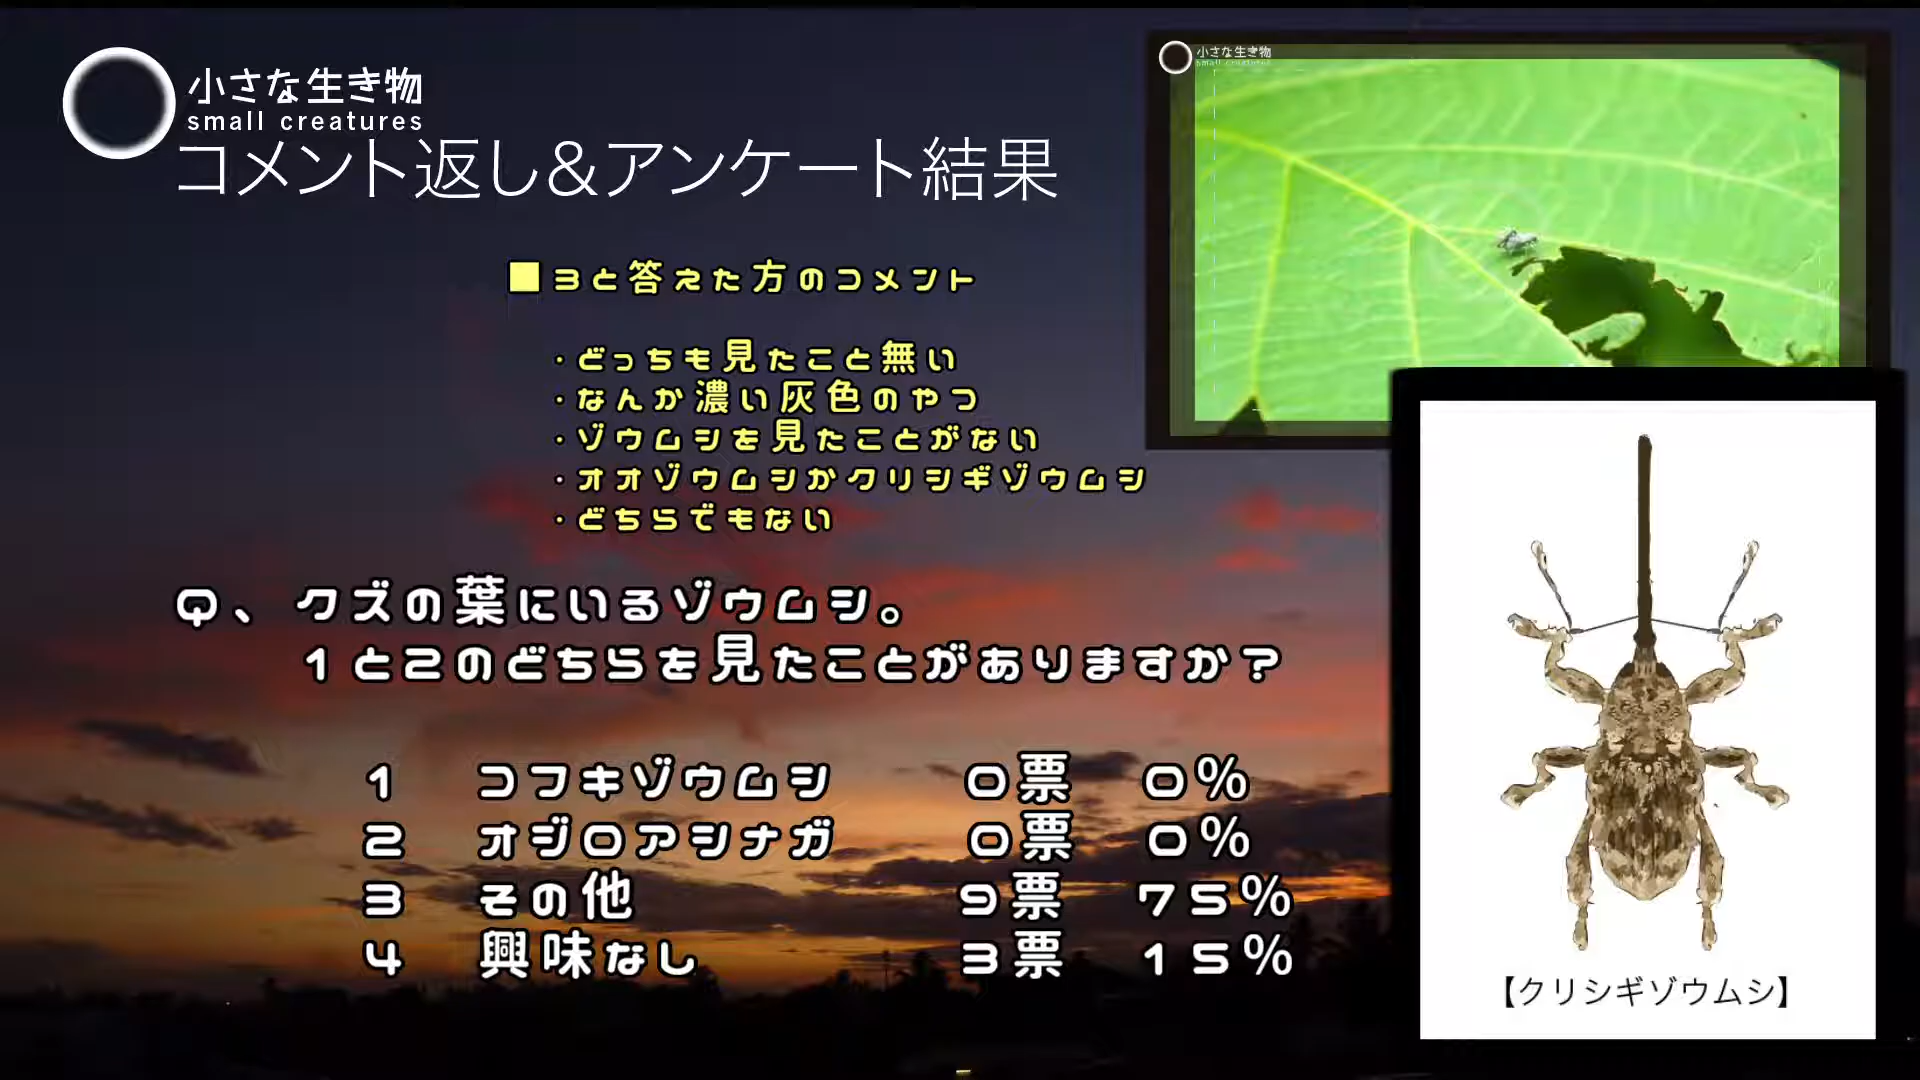 小さな生き物
small creatures
コメント返し&アンケート結果
■3と答えた方のコメント
・どっちも見たこと無い
・なんか濃い灰色のやつ
・ゾウムシを見たことがない
・オオゾウムシかクリシギゾウムシ
・どちらでもない
Q、クズの葉にいるゾウムシ。
1と2のどちらを見たことがありますか?
1 コフキゾウムシ 0票 0%
2 オジロアシナガ 0票 0%
3 その他 9票 75%
4 興味なし 3票 15%
小さな生き物
small creatures
【クリシギゾウムシ】